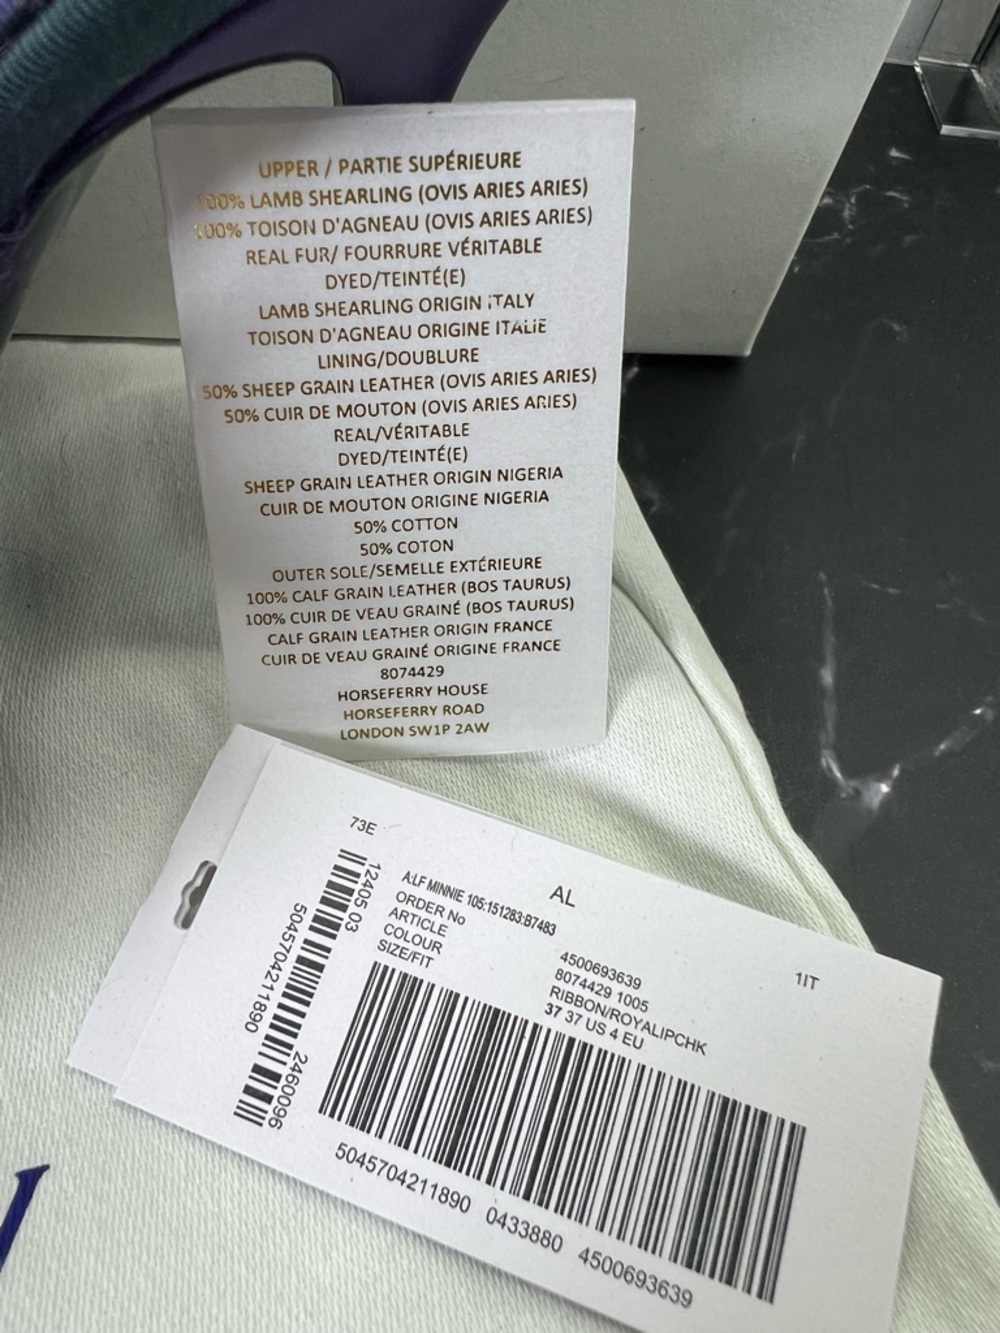 UPPER / PARTIE SUPÉRIEURE
100% LAMB SHEARLING (OVIS ARIES ARIES)
100% TOISON D'AGNEAU (OVIS ARIES ARIES)
REAL FUR/ FOURRURE VÉRITABLE
DYED/TEINTÉ(E)
LAMB SHEARLING ORIGIN ITALY
TOISON D'AGNEAU ORIGINE ITALIE
LINING/DOUBLURE
50% SHEEP GRAIN LEATHER (OVIS ARIES ARIES)
50% CUIR DE MOUTON (OVIS ARIES ARIES)
REAL/VÉRITABLE
DYED/TEINTÉ(E)
SHEEP GRAIN LEATHER ORIGIN NIGERIA
CUIR DE MOUTON ORIGINE NIGERIA
50% COTTON
50% COTON
OUTER SOLE/SEMELLE EXTÉRIEURE
100% CALF GRAIN LEATHER (BOS TAURUS)
100% CUIR DE VEAU GRAINÉ (BOS TAURUS)
CALF GRAIN LEATHER ORIGIN FRANCE
CUIR DE VEAU GRAINÉ ORIGINE FRANCE
8074429
HORSEFERRY HOUSE
HORSEFERRY ROAD
LONDON SW1P 2AW
73E
12405 03
5045704211890
2460096
AL
1IT
A:LF MINNIE 105:151283:B7483
ORDER No 4500693639
ARTICLE 8074429 1005
COLOUR RIBBON/ROYALIPCHK
SIZE/FIT 37 37 US 4 EU
5045704211890 0433880 4500693639